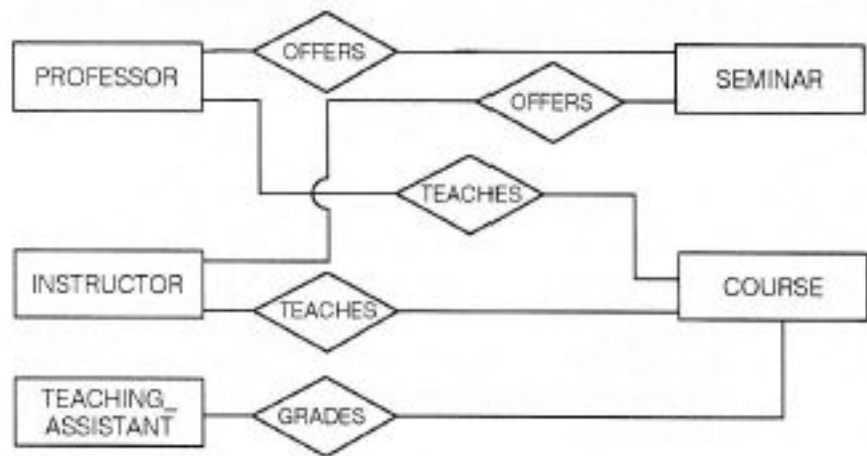 OFFERS
PROFESSOR
SEMINAR
OFFERS
TEACHES
INSTRUCTOR
COURSE
TEACHES
TEACHING_
ASSISTANT
GRADES